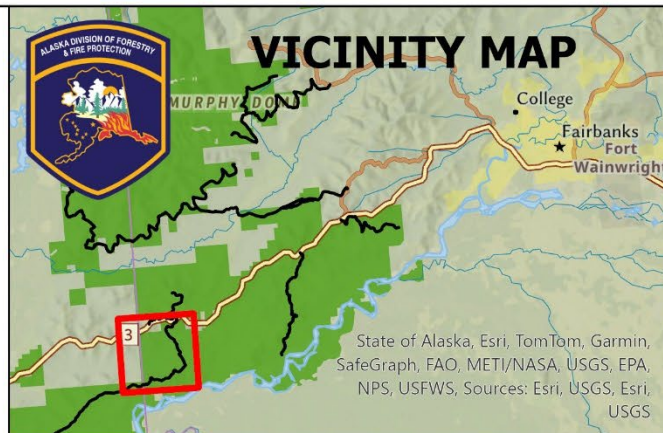 VICINITY MAP
ALASKA DIVISION OF FORESTRY
& FIRE PROTECTION
MURPHY DOME
College
Fairbanks
Fort
Wainwright
3
State of Alaska, Esri, TomTom, Garmin,
SafeGraph, FAO, METI/NASA, USGS, EPA,
NPS, USFWS, Sources: Esri, USGS, Esri,
USGS